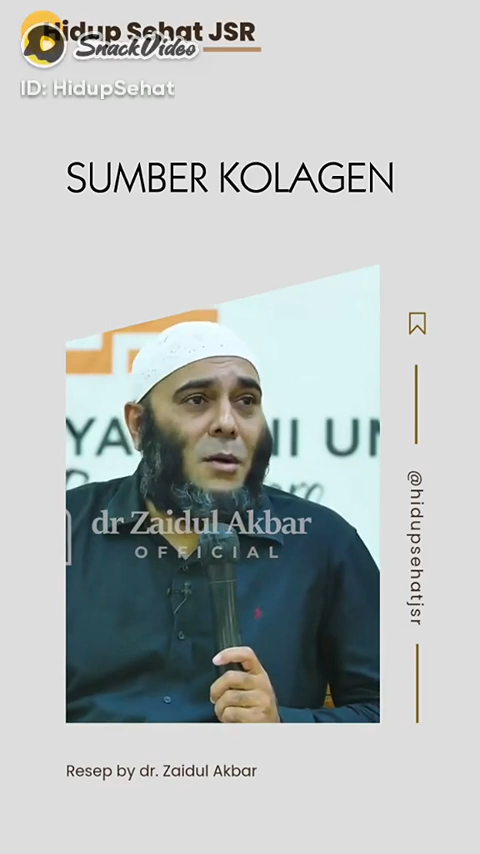 Hidup Sehat JSR
SnackVideo
ID: HidupSehat
SUMBER KOLAGEN
dr Zaidul Akbar
OFFICIAL
@hidupsehatjsr
Resep by dr. Zaidul Akbar